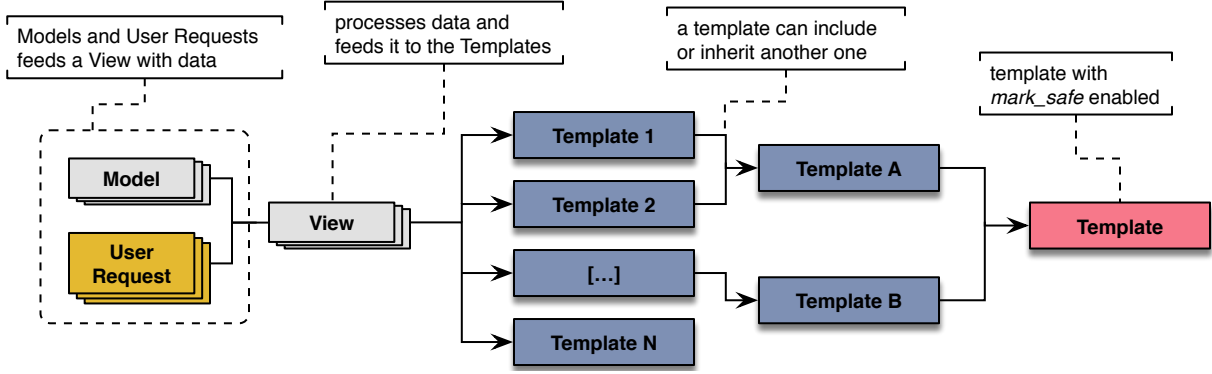 Models and User Requests
feeds a View with data
processes data and
feeds it to the Templates
a template can include
or inherit another one
template with
mark_safe enabled
Model
User
Request
View
Template 1
Template 2
[...]
Template N
Template A
Template B
Template